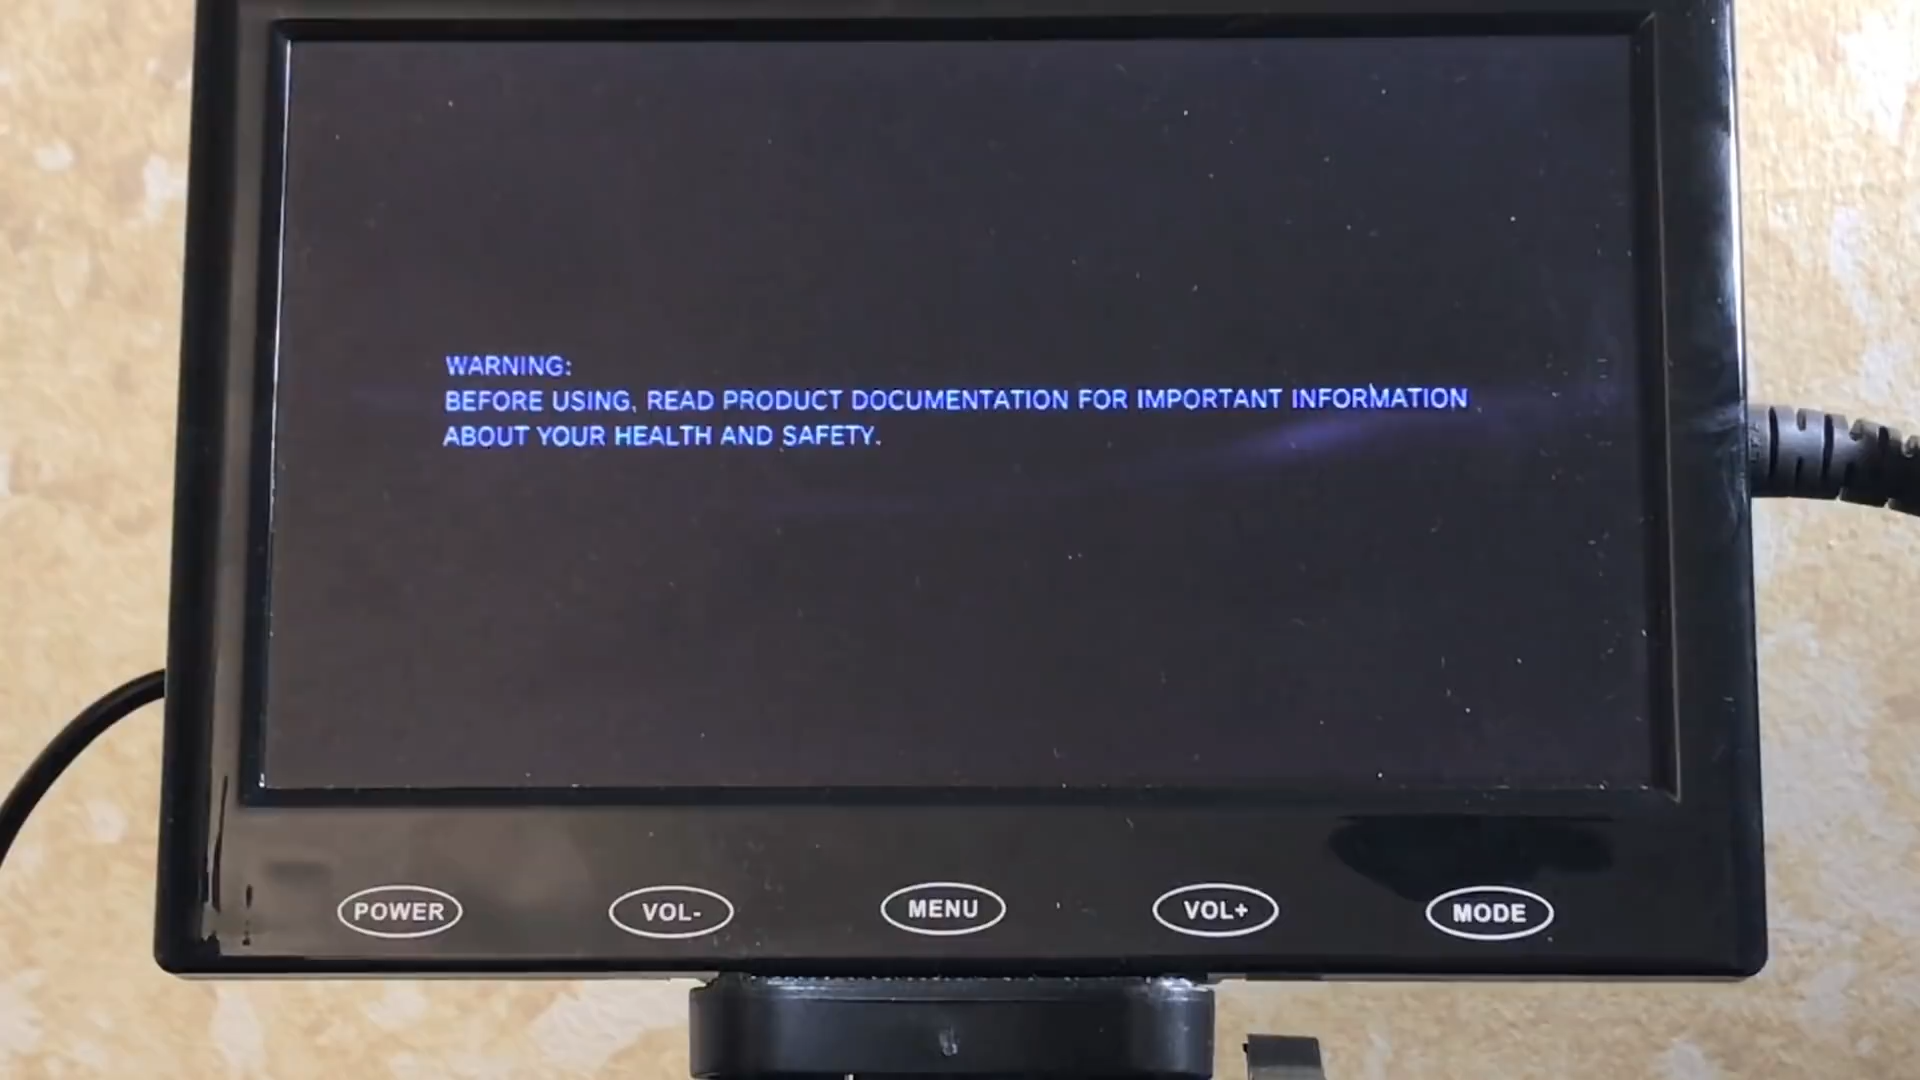 WARNING:
BEFORE USING, READ PRODUCT DOCUMENTATION FOR IMPORTANT INFORMATION
ABOUT YOUR HEALTH AND SAFETY.
POWER VOL- MENU VOL+ MODE